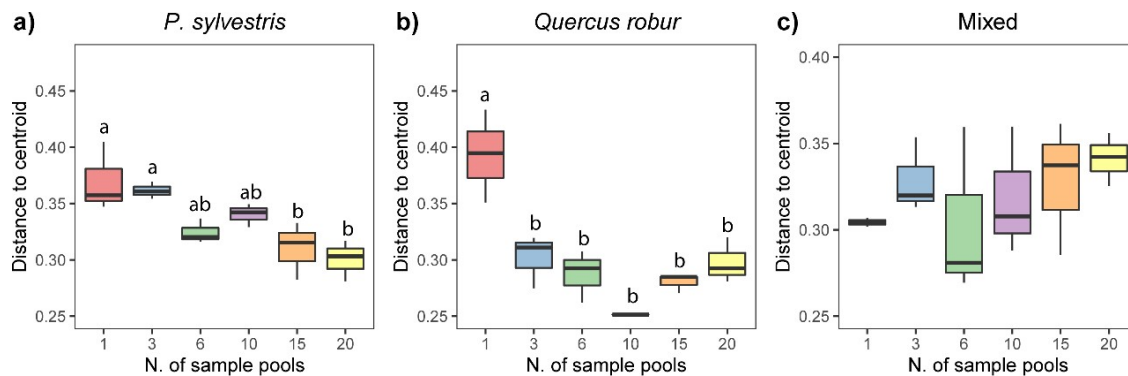 a) P. sylvestris
Distance to centroid
0.45
0.40
0.35
0.30
0.25
a
a
ab
ab
b
b
1 3 6 10 15 20
N. of sample pools
b) Quercus robur
Distance to centroid
0.45
0.40
0.35
0.30
0.25
a
b
b
b
b
b
1 3 6 10 15 20
N. of sample pools
c) Mixed
Distance to centroid
0.40
0.35
0.30
0.25
1 3 6 10 15 20
N. of sample pools